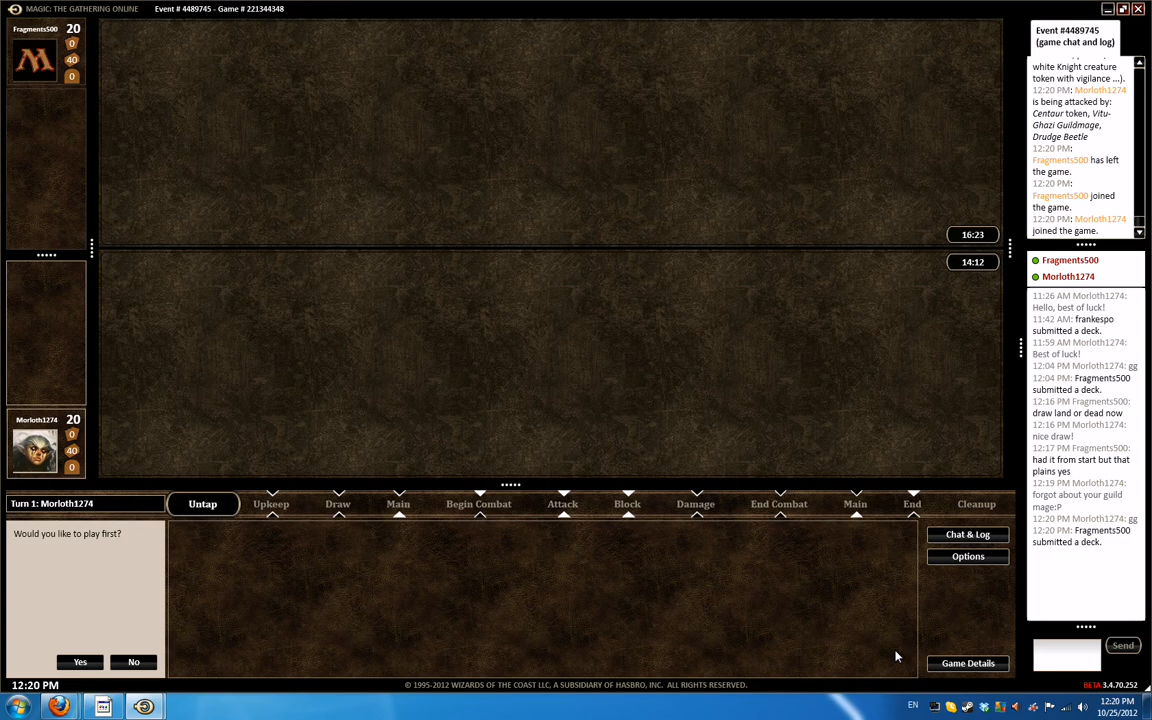 MAGIC: THE GATHERING ONLINE Event # 4489745 - Game # 221344348
Fragments500 20
0
40
0
16:23
14:12
Morloth1274 20
0
40
0
Event #4489745
(game chat and log)
white Knight creature
token with vigilance ...).
12:20 PM: Morloth1274
is being attacked by:
Centaur token, Vitu-
Ghazi Guildmage,
Drudge Beetle
12:20 PM:
Fragments500 has left
the game.
12:20 PM:
Fragments500 joined
the game.
12:20 PM: Morloth1274
joined the game.
Fragments500
Morloth1274
11:26 AM Morloth1274:
Hello, best of luck!
11:42 AM: frankespo
submitted a deck.
11:59 AM Morloth1274:
Best of luck!
12:04 PM Morloth1274: gg
12:04 PM: Fragments500
submitted a deck.
12:16 PM Fragments500:
draw land or dead now
12:16 PM Morloth1274:
nice draw!
12:17 PM Fragments500:
had it from start but that
plains yes
12:19 PM Morloth1274:
forgot about your guild
mage:P
12:20 PM Morloth1274: gg
12:20 PM: Fragments500
submitted a deck.
Send
Turn 1: Morloth1274 Untap Upkeep Draw Main Begin Combat Attack Block Damage End Combat Main End Cleanup
Would you like to play first?
Yes No
Chat & Log
Options
Game Details
12:20 PM © 1995-2012 WIZARDS OF THE COAST LLC, A SUBSIDIARY OF HASBRO, INC. ALL RIGHTS RESERVED. BETA 3.4.70.252
EN 12:20 PM
10/25/2012